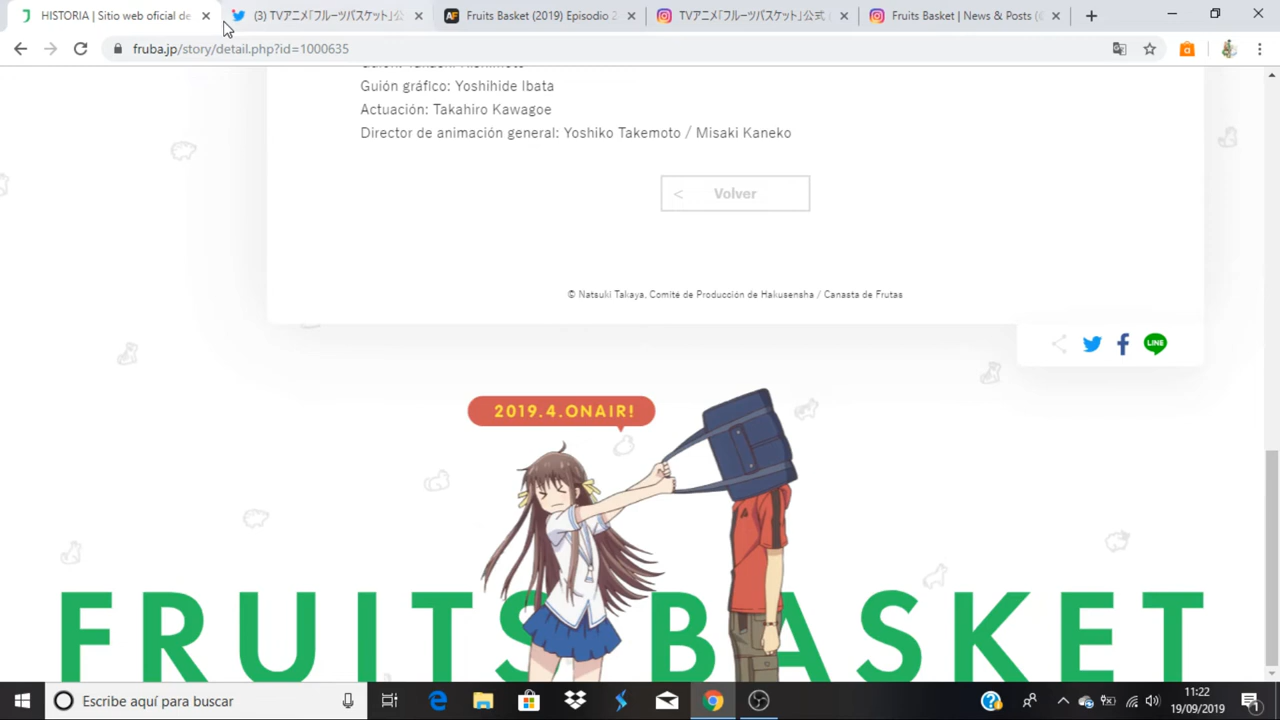 HISTORIA | Sitio web oficial de
(3) TVアニメ「フルーツバスケット」公
Fruits Basket (2019) Episodio 2
TVアニメ「フルーツバスケット」公式 (
Fruits Basket | News & Posts (
fruba.jp/story/detail.php?id=1000635
Guión gráfico: Yoshihide Ibata
Actuación: Takahiro Kawagoe
Director de animación general: Yoshiko Takemoto / Misaki Kaneko
< Volver
© Natsuki Takaya, Comité de Producción de Hakusensha / Canasta de Frutas
LINE
2019.4.ONAIR!
FRUITS BASKET
Escribe aquí para buscar
11:22
19/09/2019
1